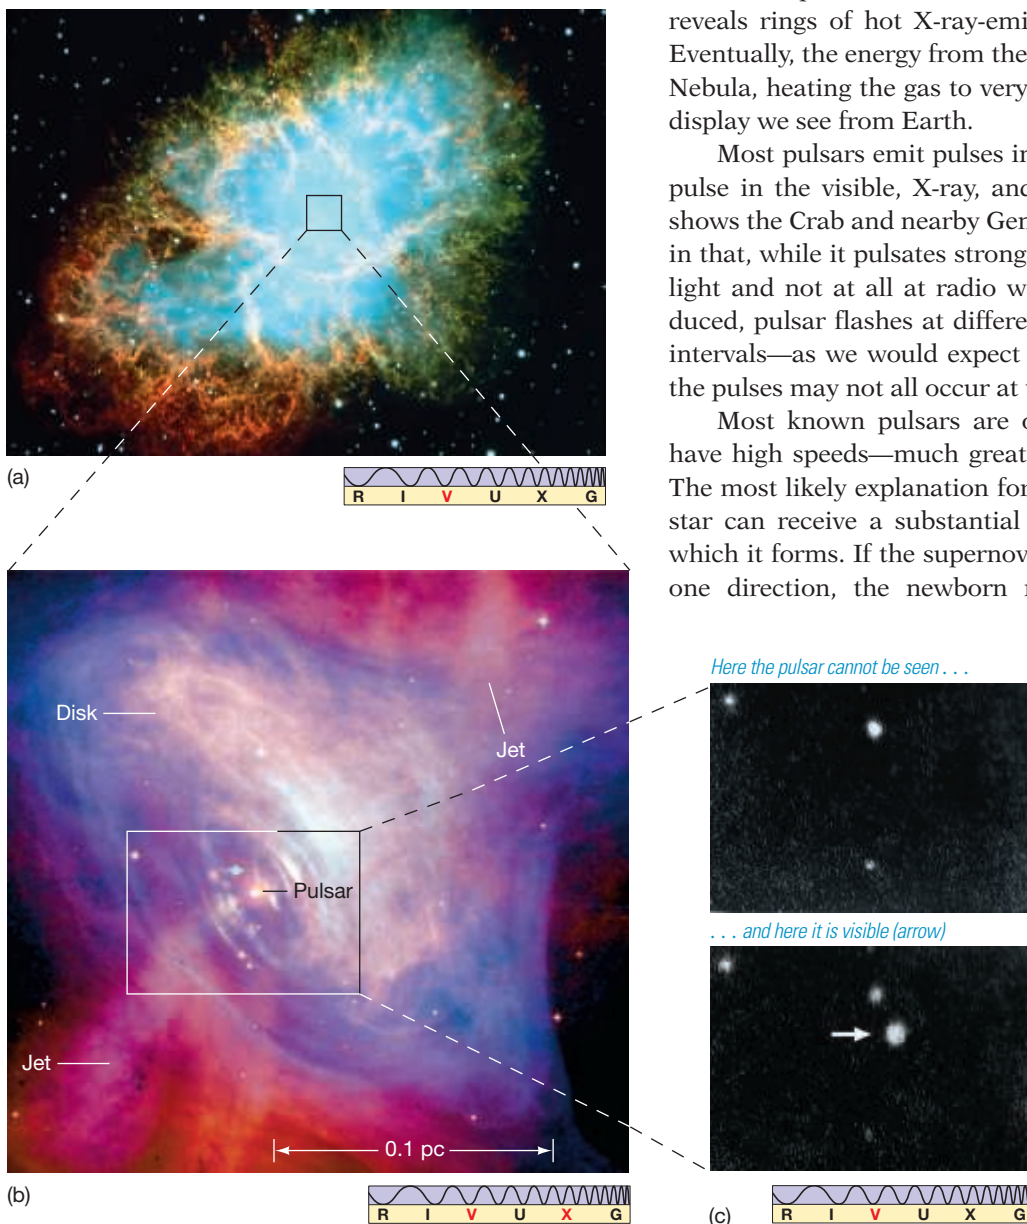 reveals rings of hot X-ray-emi
Eventually, the energy from the
Nebula, heating the gas to very
display we see from Earth.
Most pulsars emit pulses in
pulse in the visible, X-ray, and
shows the Crab and nearby Gen
in that, while it pulsates strong
light and not at all at radio w
duced, pulsar flashes at differe
intervals—as we would expect
the pulses may not all occur at
Most known pulsars are o
have high speeds—much great
The most likely explanation for
star can receive a substantial
which it forms. If the supernov
one direction, the newborn
(a)
R I V U X G
Disk
Jet
Pulsar
Jet
0.1 pc
(b)
R I V U X G
Here the pulsar cannot be seen . . .
. . . and here it is visible (arrow)
(c)
R I V U X G